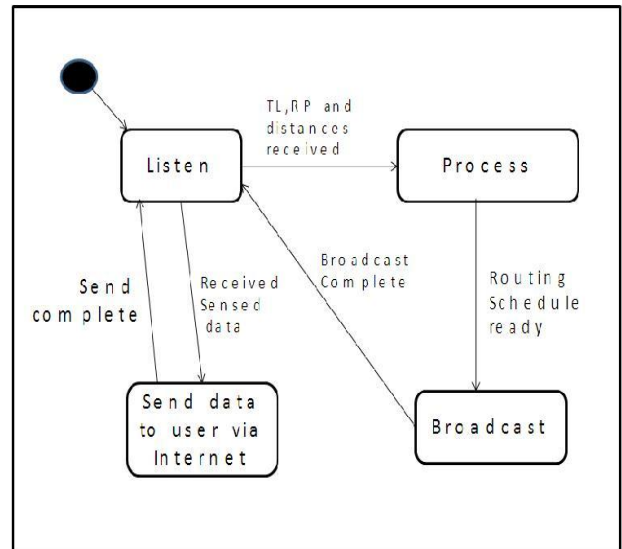 TL,RP and
distances
received
Listen
Process
Send
complete
Received
Sensed
data
Broadcast
Complete
Routing
Schedule
ready
Send data
to user via
Internet
Broadcast